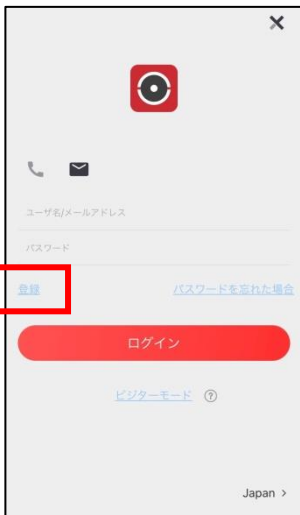 ユーザ名/メールアドレス
パスワード
登録 パスワードを忘れた場合
ログイン
ビジターモード ?
Japan >